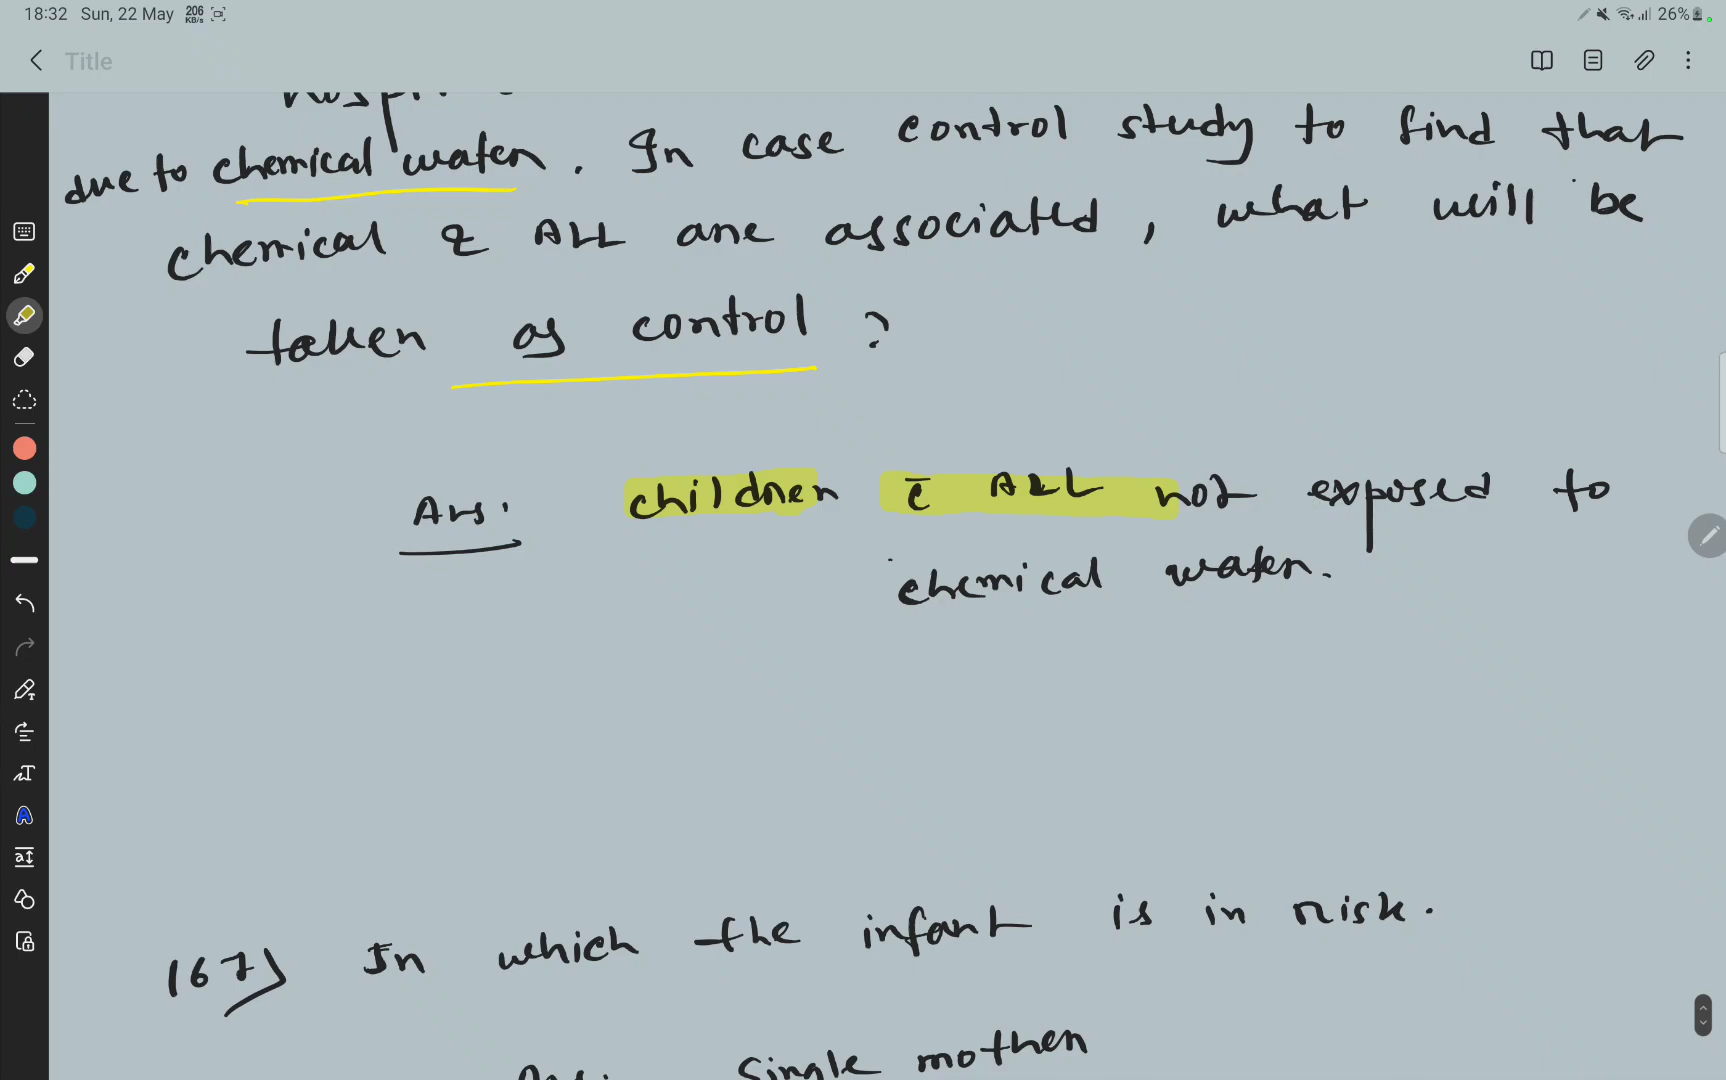 18:32 Sun, 22 May 206 KB/s 26%
Title
due to chemical water. In case control study to find that
chemical & ALL are associated, what will be
taken as control ?
Ans: children c̄ ALL not exposed to
chemical water.
167) In which the infant is in risk.
Single mother